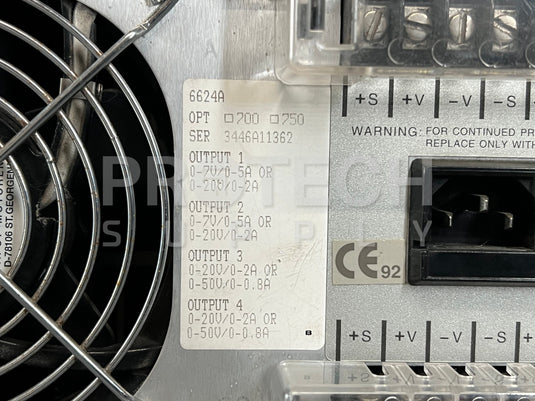 6624A
OPT □700 □750
SER 3446A11362
OUTPUT 1
0-7V/0-5A OR
0-20V/0-2A
OUTPUT 2
0-7V/0-5A OR
0-20V/0-2A
OUTPUT 3
0-20V/0-2A OR
0-50V/0-0.8A
OUTPUT 4
0-20V/0-2A OR
0-50V/0-0.8A
PROTECH
SUPPLY
D-78106 ST.GEORGEN
+S +V −V −S
WARNING: FOR CONTINUED
REPLACE ONLY
CE 92
+S +V −V −S